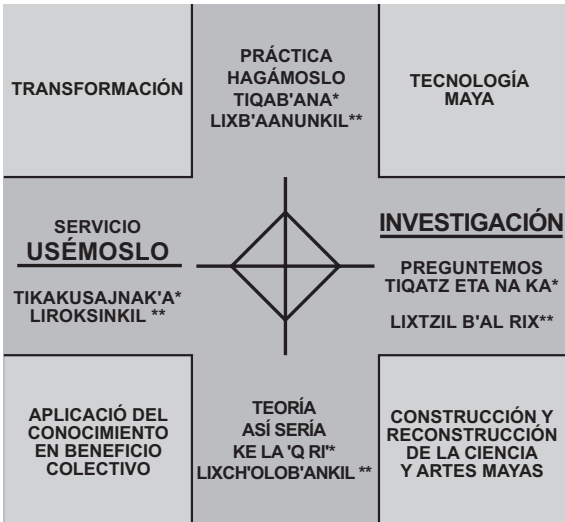 TRANSFORMACIÓN
PRÁCTICA
HAGÁMOSLO
TIQAB'ANA*
LIXB'AANUNKIL**
TECNOLOGÍA
MAYA
SERVICIO
USÉMOSLO
TIKAKUSAJNAK'A*
LIROKSINKIL **
INVESTIGACIÓN
PREGUNTEMOS
TIQATZ ETA NA KA*
LIXTZIL B'AL RIX**
APLICACIÓ DEL
CONOCIMIENTO
EN BENEFICIO
COLECTIVO
TEORÍA
ASÍ SERÍA
KE LA 'Q RI'*
LIXCH'OLOB'ANKIL **
CONSTRUCCIÓN Y
RECONSTRUCCIÓN
DE LA CIENCIA
Y ARTES MAYAS